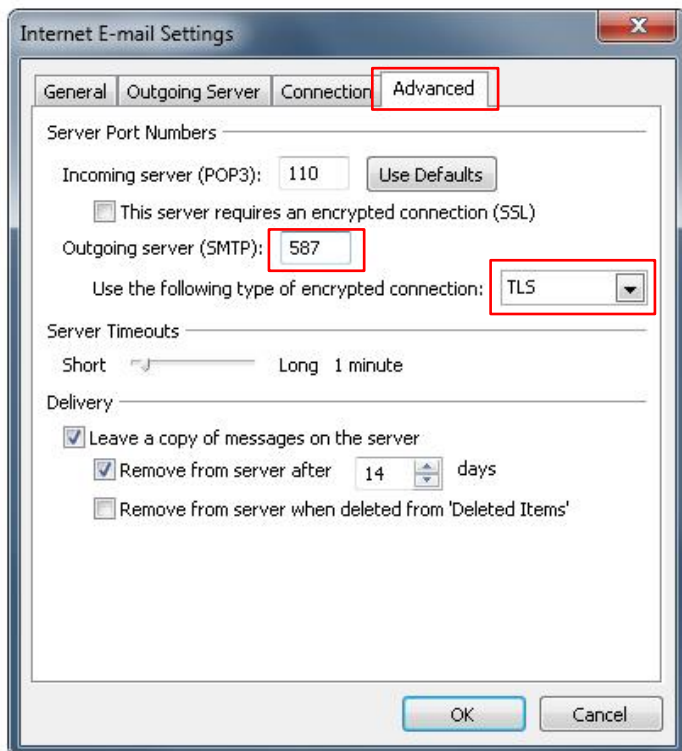 Internet E-mail Settings
General Outgoing Server Connection Advanced
Server Port Numbers
Incoming server (POP3): 110 Use Defaults
This server requires an encrypted connection (SSL)
Outgoing server (SMTP): 587
Use the following type of encrypted connection: TLS
Server Timeouts
Short Long 1 minute
Delivery
Leave a copy of messages on the server
Remove from server after 14 days
Remove from server when deleted from 'Deleted Items'
OK Cancel